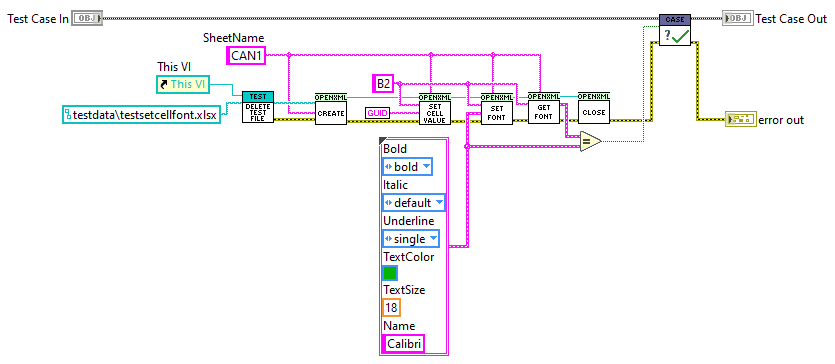 Test Case In
OBJ
CASE
?
OBJ
Test Case Out
SheetName
CAN1
This VI
This VI
B2
TEST
DELETE
TEST
FILE
OPENXML
CREATE
GUID
OPENXML
SET
CELL
VALUE
OPENXML
SET
FONT
OPENXML
GET
FONT
OPENXML
CLOSE
testdata\testsetcellfont.xlsx
error out
=
Bold
bold
Italic
default
Underline
single
TextColor
TextSize
18
Name
Calibri